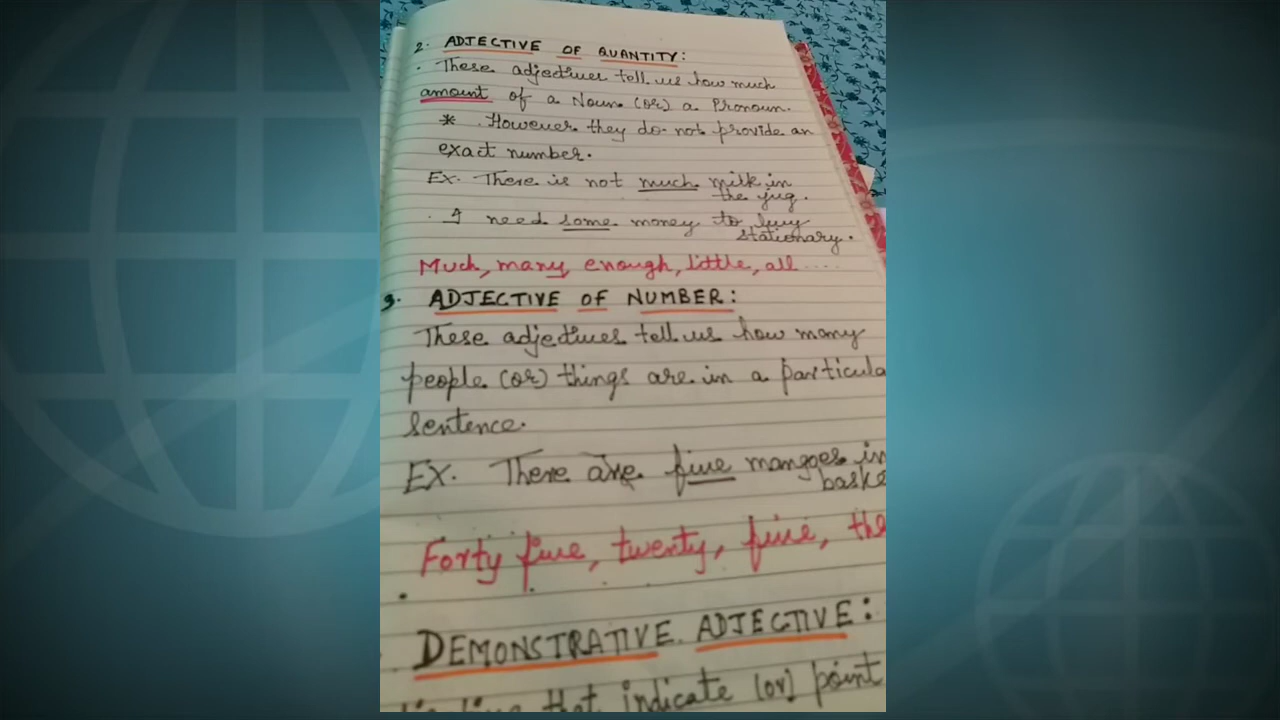 2. ADJECTIVE OF QUANTITY:
. These adjectives tell us how much
amount of a Noun (or) a Pronoun.
* However they do not provide an
exact number.
Ex. There is not much milk in
the jug.
. I need some money to buy
stationary.
Much, many, enough, little, all ....
3. ADJECTIVE OF NUMBER:
These adjectives tell us how many
people (or) things are in a particula
sentence.
EX. There are five mangoes in
baske
Forty five, twenty, five, the
DEMONSTRATIVE ADJECTIVE:
that indicate (or) point